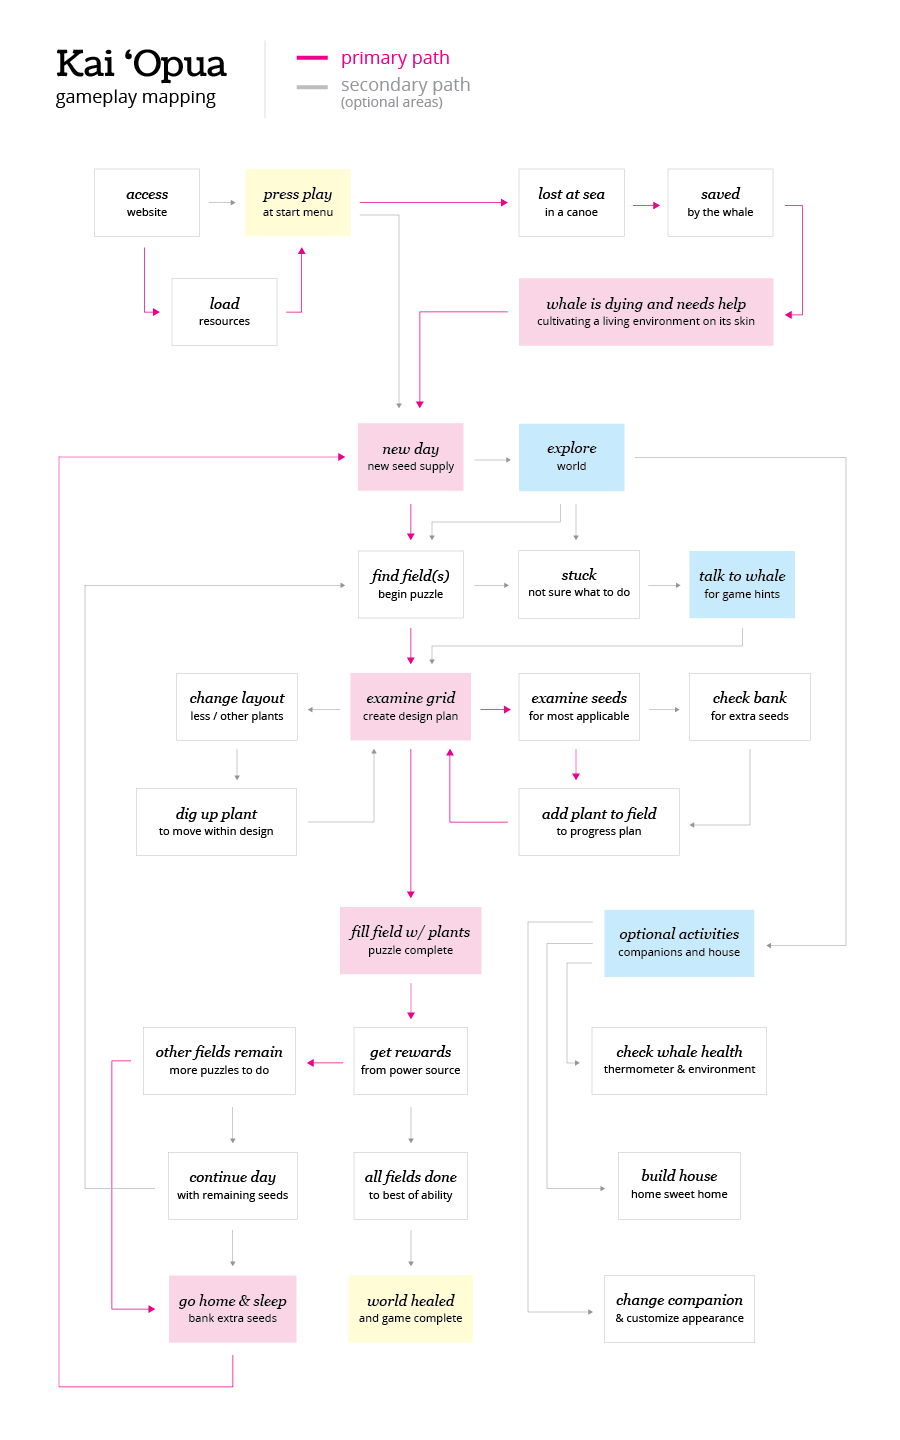 Kai ‘Opua
gameplay mapping
primary path
secondary path
(optional areas)
access
website
press play
at start menu
lost at sea
in a canoe
saved
by the whale
load
resources
whale is dying and needs help
cultivating a living environment on its skin
new day
new seed supply
explore
world
find field(s)
begin puzzle
stuck
not sure what to do
talk to whale
for game hints
change layout
less / other plants
examine grid
create design plan
examine seeds
for most applicable
check bank
for extra seeds
dig up plant
to move within design
add plant to field
to progress plan
fill field w/ plants
puzzle complete
optional activities
companions and house
other fields remain
more puzzles to do
get rewards
from power source
check whale health
thermometer & environment
continue day
with remaining seeds
all fields done
to best of ability
build house
home sweet home
go home & sleep
bank extra seeds
world healed
and game complete
change companion
& customize appearance